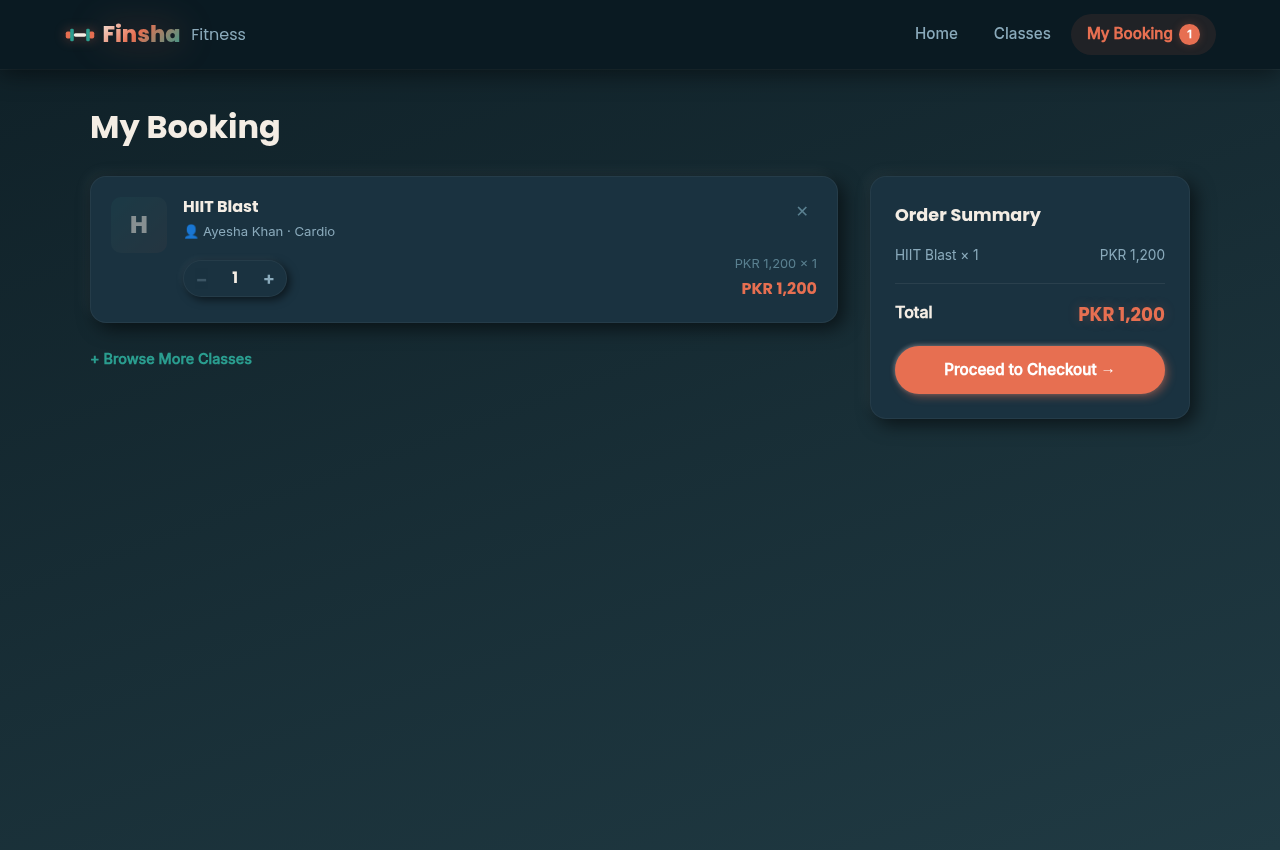 Finsha Fitness
Home
Classes
My Booking 1
My Booking
H
HIIT Blast
×
👤 Ayesha Khan · Cardio
− 1 +
PKR 1,200 × 1
PKR 1,200
+ Browse More Classes
Order Summary
HIIT Blast × 1 PKR 1,200
Total PKR 1,200
Proceed to Checkout →